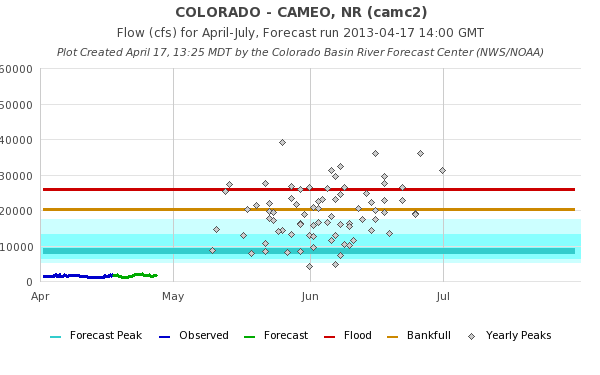 COLORADO - CAMEO, NR (camc2)
Flow (cfs) for April-July, Forecast run 2013-04-17 14:00 GMT
Plot Created April 17, 13:25 MDT by the Colorado Basin River Forecast Center (NWS/NOAA)
60000
50000
40000
30000
20000
10000
0
Apr May Jun Jul
Forecast Peak Observed Forecast Flood Bankfull Yearly Peaks